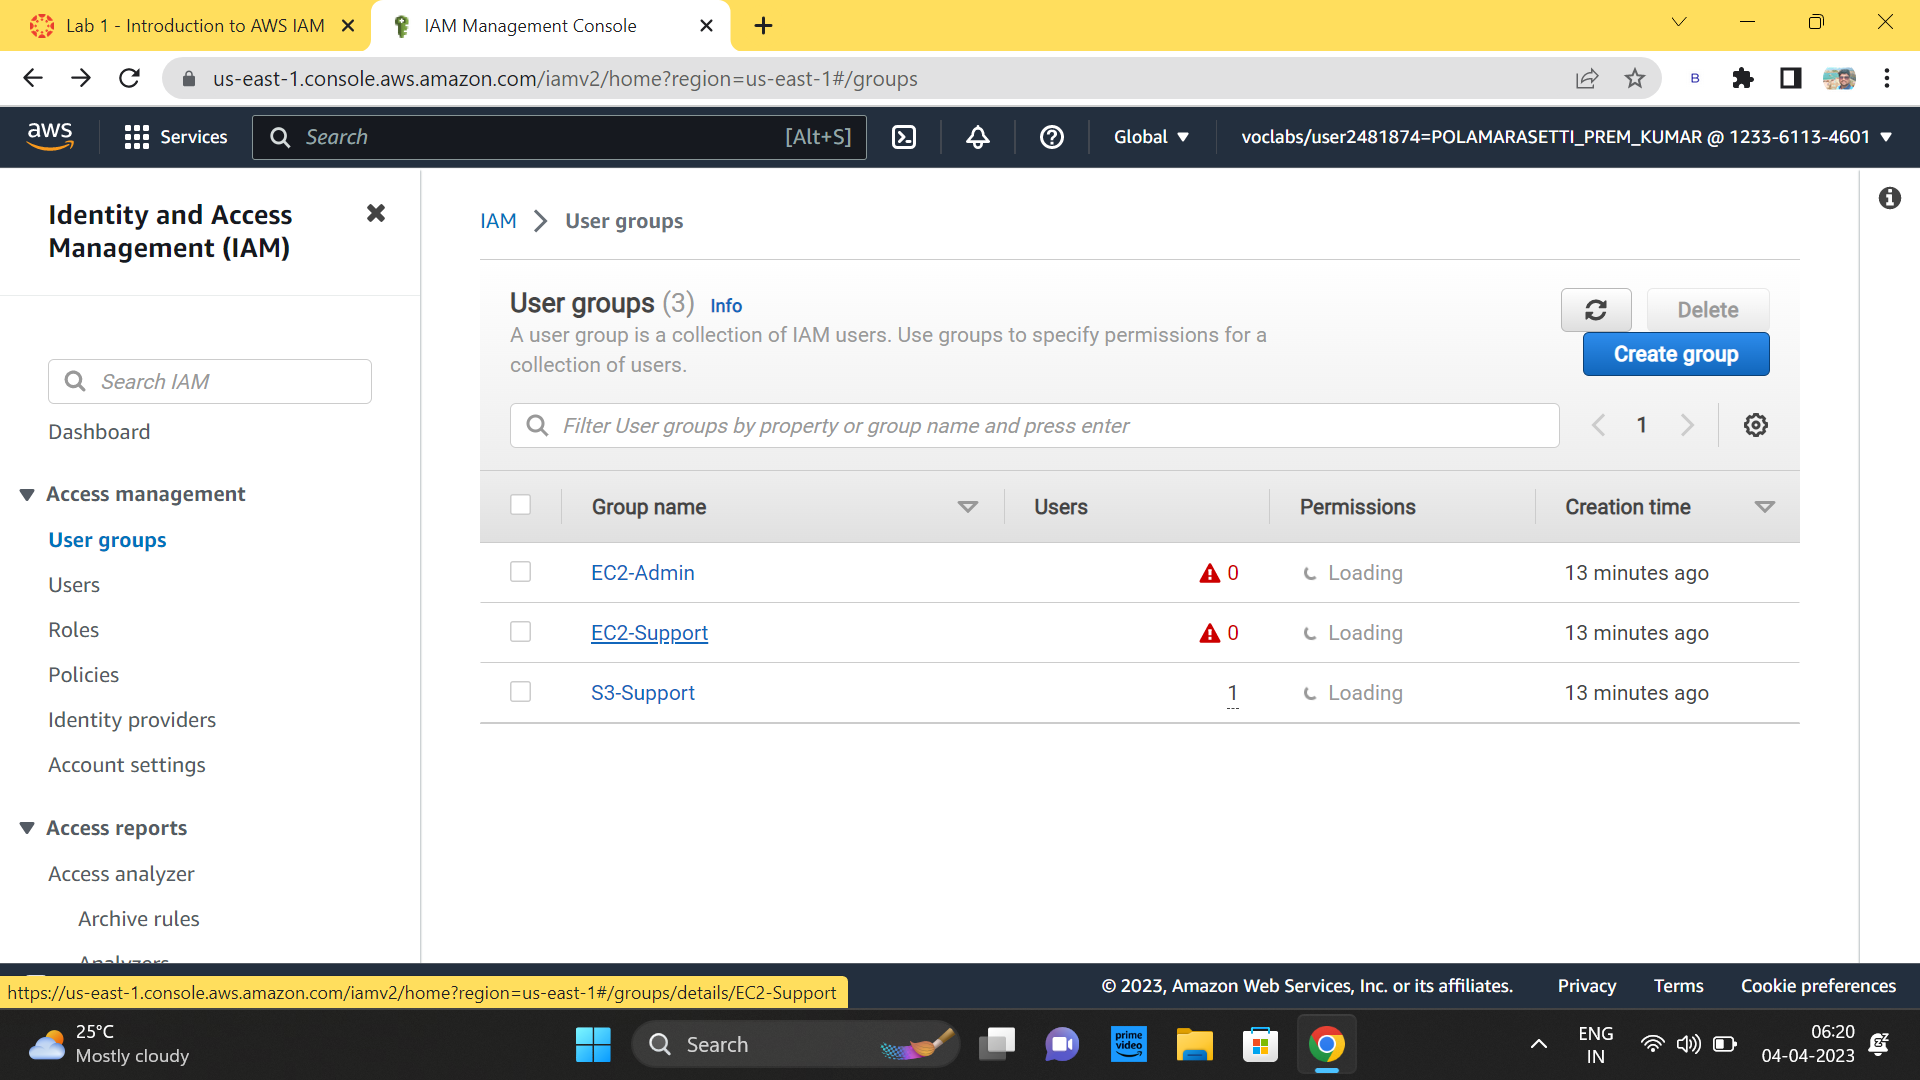 Lab 1 - Introduction to AWS IAM
IAM Management Console
us-east-1.console.aws.amazon.com/iamv2/home?region=us-east-1#/groups
B
aws
Services
Search
[Alt+S]
Global
voclabs/user2481874=POLAMARASETTI_PREM_KUMAR @ 1233-6113-4601
Identity and Access
Management (IAM)
Search IAM
Dashboard
Access management
User groups
Users
Roles
Policies
Identity providers
Account settings
Access reports
Access analyzer
Archive rules
Analyzers
IAM
User groups
User groups (3) Info
A user group is a collection of IAM users. Use groups to specify permissions for a
collection of users.
Delete
Create group
Filter User groups by property or group name and press enter
1
Group name Users Permissions Creation time
EC2-Admin 0 Loading 13 minutes ago
EC2-Support 0 Loading 13 minutes ago
S3-Support 1 Loading 13 minutes ago
https://us-east-1.console.aws.amazon.com/iamv2/home?region=us-east-1#/groups/details/EC2-Support
© 2023, Amazon Web Services, Inc. or its affiliates. Privacy Terms Cookie preferences
25°C
Mostly cloudy
Search
prime
video
ENG
IN
06:20
04-04-2023